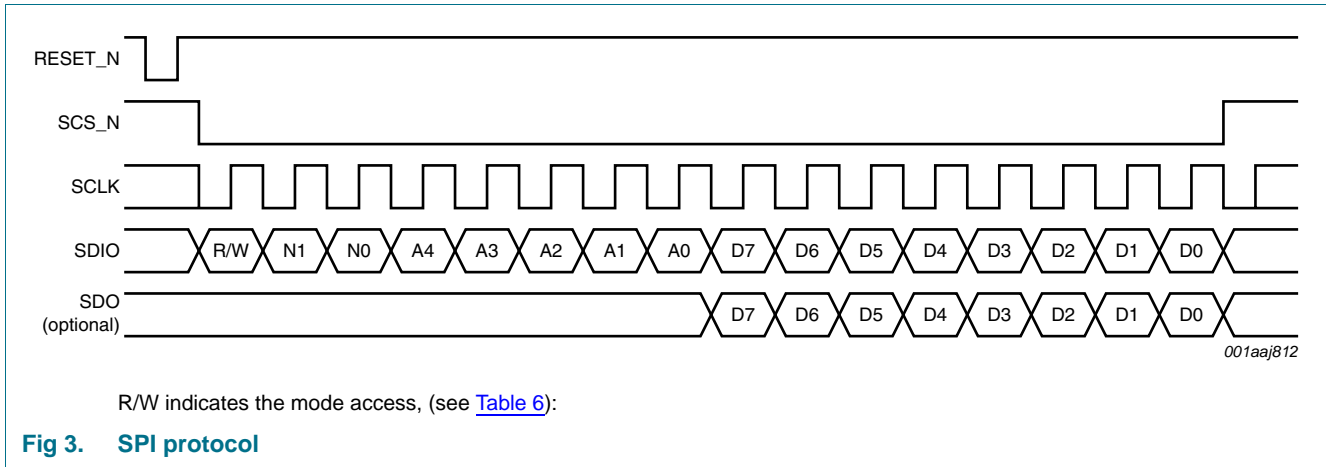 RESET_N
SCS_N
SCLK
SDIO R/W N1 N0 A4 A3 A2 A1 A0 D7 D6 D5 D4 D3 D2 D1 D0
SDO
(optional) D7 D6 D5 D4 D3 D2 D1 D0
001aaj812
R/W indicates the mode access, (see Table 6):
Fig 3. SPI protocol